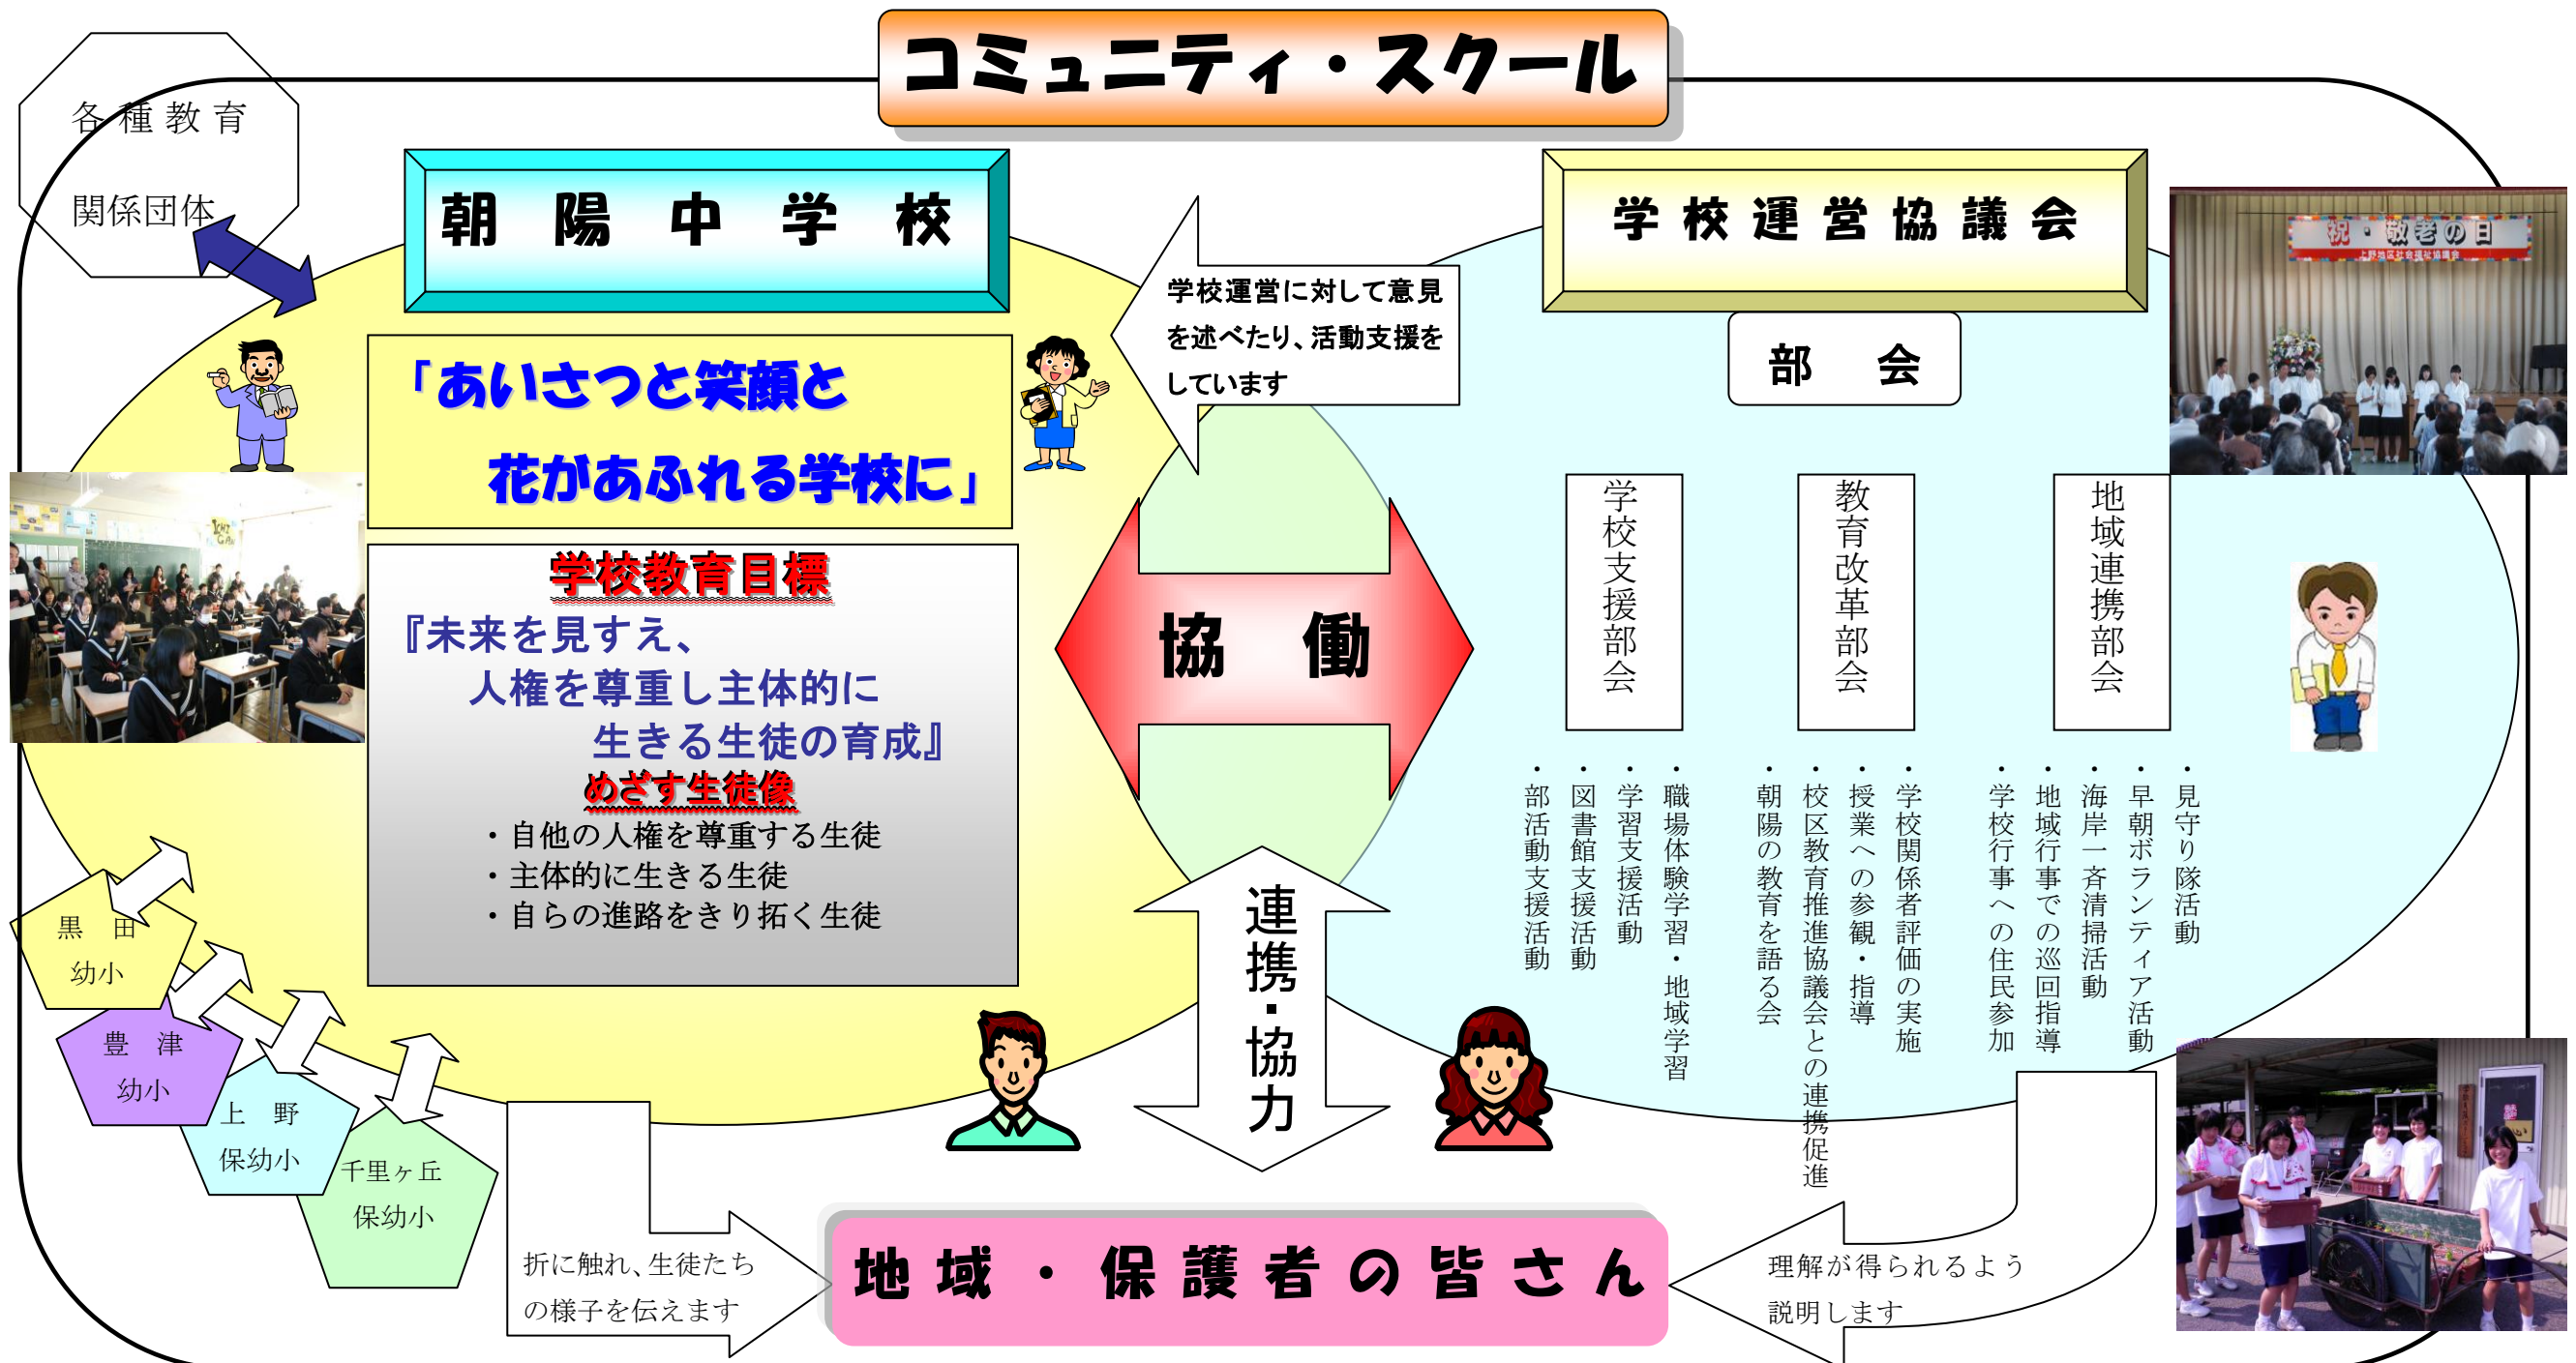 コミュニティ・スクール
各種教育
関係団体
朝陽中学校
「あいさつと笑顔と
花があふれる学校に」
学校教育目標
『未来を見すえ、
人権を尊重し主体的に
生きる生徒の育成』
めざす生徒像
・自他の人権を尊重する生徒
・主体的に生きる生徒
・自らの進路をきり拓く生徒
学校運営に対して意見
を述べたり、活動支援を
しています
協働
学校運営協議会
部会
祝・敬老の日
上野地区社会福祉協議会
地域連携部会
教育改革部会
学校支援部会
・見守り隊活動
・早朝ボランティア活動
・海岸一斉清掃活動
・地域行事での巡回指導
・学校行事への住民参加
・学校関係者評価の実施
・授業への参観・指導
・校区教育推進協議会との連携促進
・朝陽の教育を語る会
・職場体験学習・地域学習
・学習支援活動
・図書館支援活動
・部活動支援活動
連携・協力
黒田
幼小
豊津
幼小
上野
保幼小
千里ヶ丘
保幼小
折に触れ、生徒たち
の様子を伝えます
地域・保護者の皆さん
理解が得られるよう
説明します